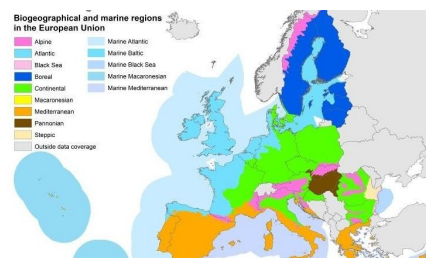 Biogeographical and marine regions
in the European Union
Alpine
Atlantic
Black Sea
Boreal
Continental
Macaronesian
Mediterranean
Pannonian
Steppic
Outside data coverage
Marine Atlantic
Marine Baltic
Marine Black Sea
Marine Macaronesian
Marine Mediterranean